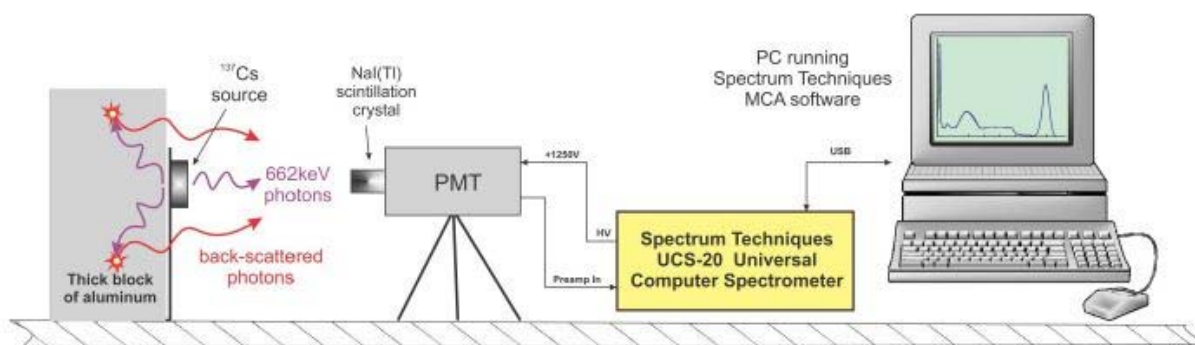 ¹³⁷Cs
source
NaI(Tl)
scintillation
crystal
PC running
Spectrum Techniques
MCA software
662keV
photons
PMT
+1250V
USB
HV
Preamp in
Spectrum Techniques
UCS-20 Universal
Computer Spectrometer
back-scattered
photons
Thick block
of aluminum